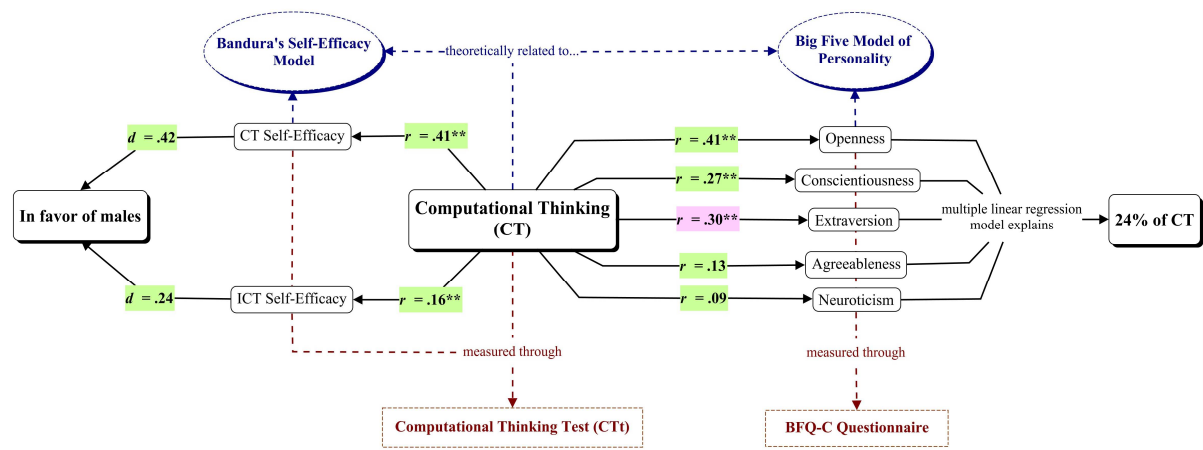 Bandura's Self-Efficacy
Model
theoretically related to...
Big Five Model of
Personality
d = .42
CT Self-Efficacy
r = .41**
r = .41**
Openness
r = .27**
Conscientiousness
In favor of males
Computational Thinking
(CT)
r = .30**
Extraversion
multiple linear regression
model explains
24% of CT
r = .13
Agreeableness
d = .24
ICT Self-Efficacy
r = .16**
r = .09
Neuroticism
measured through
measured through
Computational Thinking Test (CTt)
BFQ-C Questionnaire